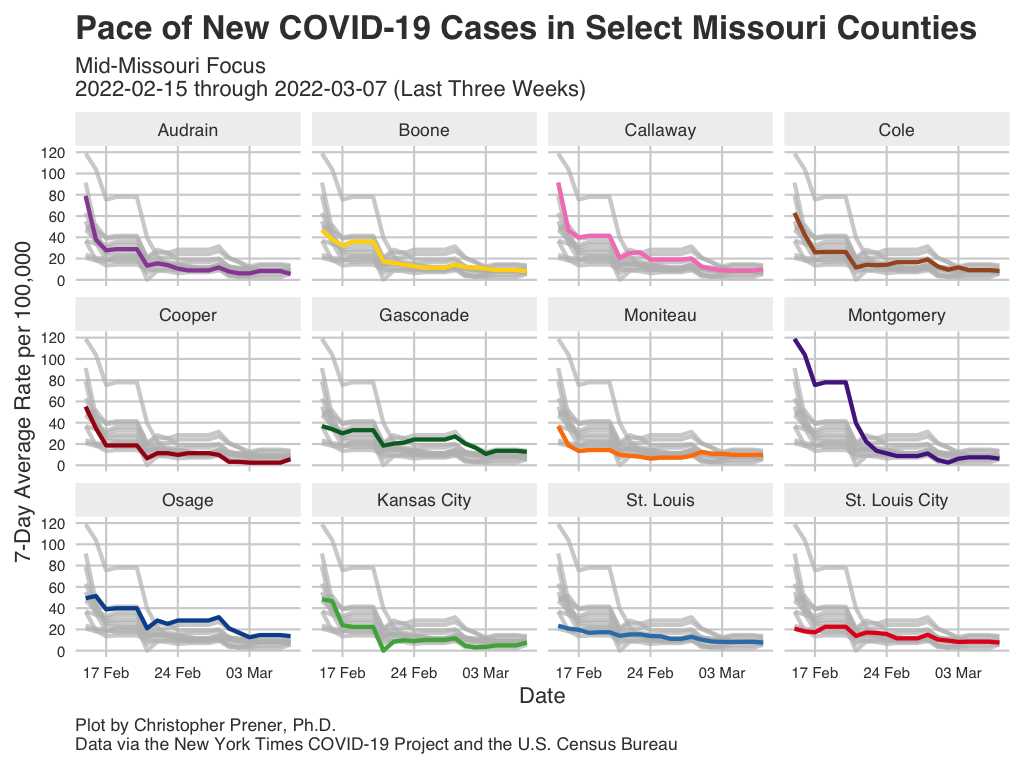 Pace of New COVID-19 Cases in Select Missouri Counties
Mid-Missouri Focus
2022-02-15 through 2022-03-07 (Last Three Weeks)
7-Day Average Rate per 100,000
Audrain Boone Callaway Cole
120
100
80
60
40
20
0
Cooper Gasconade Moniteau Montgomery
120
100
80
60
40
20
0
Osage Kansas City St. Louis St. Louis City
120
100
80
60
40
20
0
17 Feb 24 Feb 03 Mar 17 Feb 24 Feb 03 Mar 17 Feb 24 Feb 03 Mar 17 Feb 24 Feb 03 Mar
Date
Plot by Christopher Prener, Ph.D.
Data via the New York Times COVID-19 Project and the U.S. Census Bureau